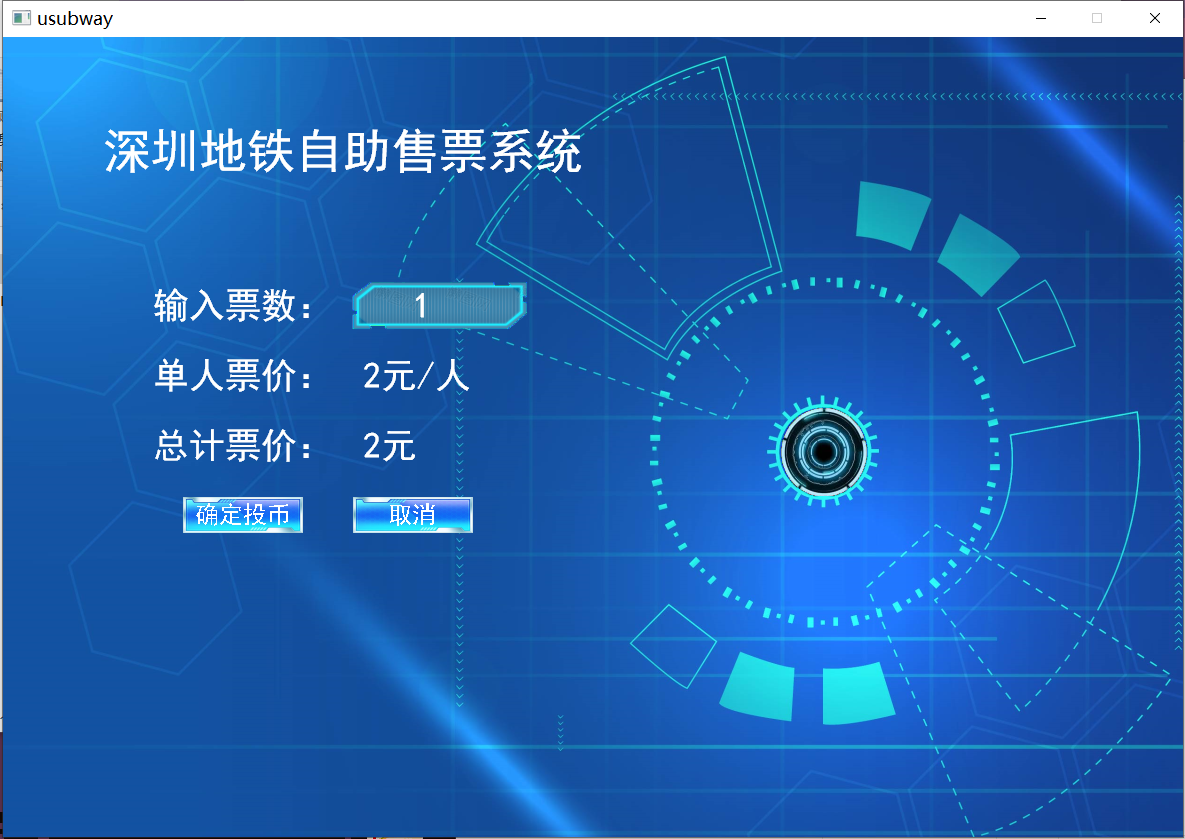 usubway
深圳地铁自助售票系统
输入票数： 1
单人票价： 2元/人
总计票价： 2元
确定投币 取消